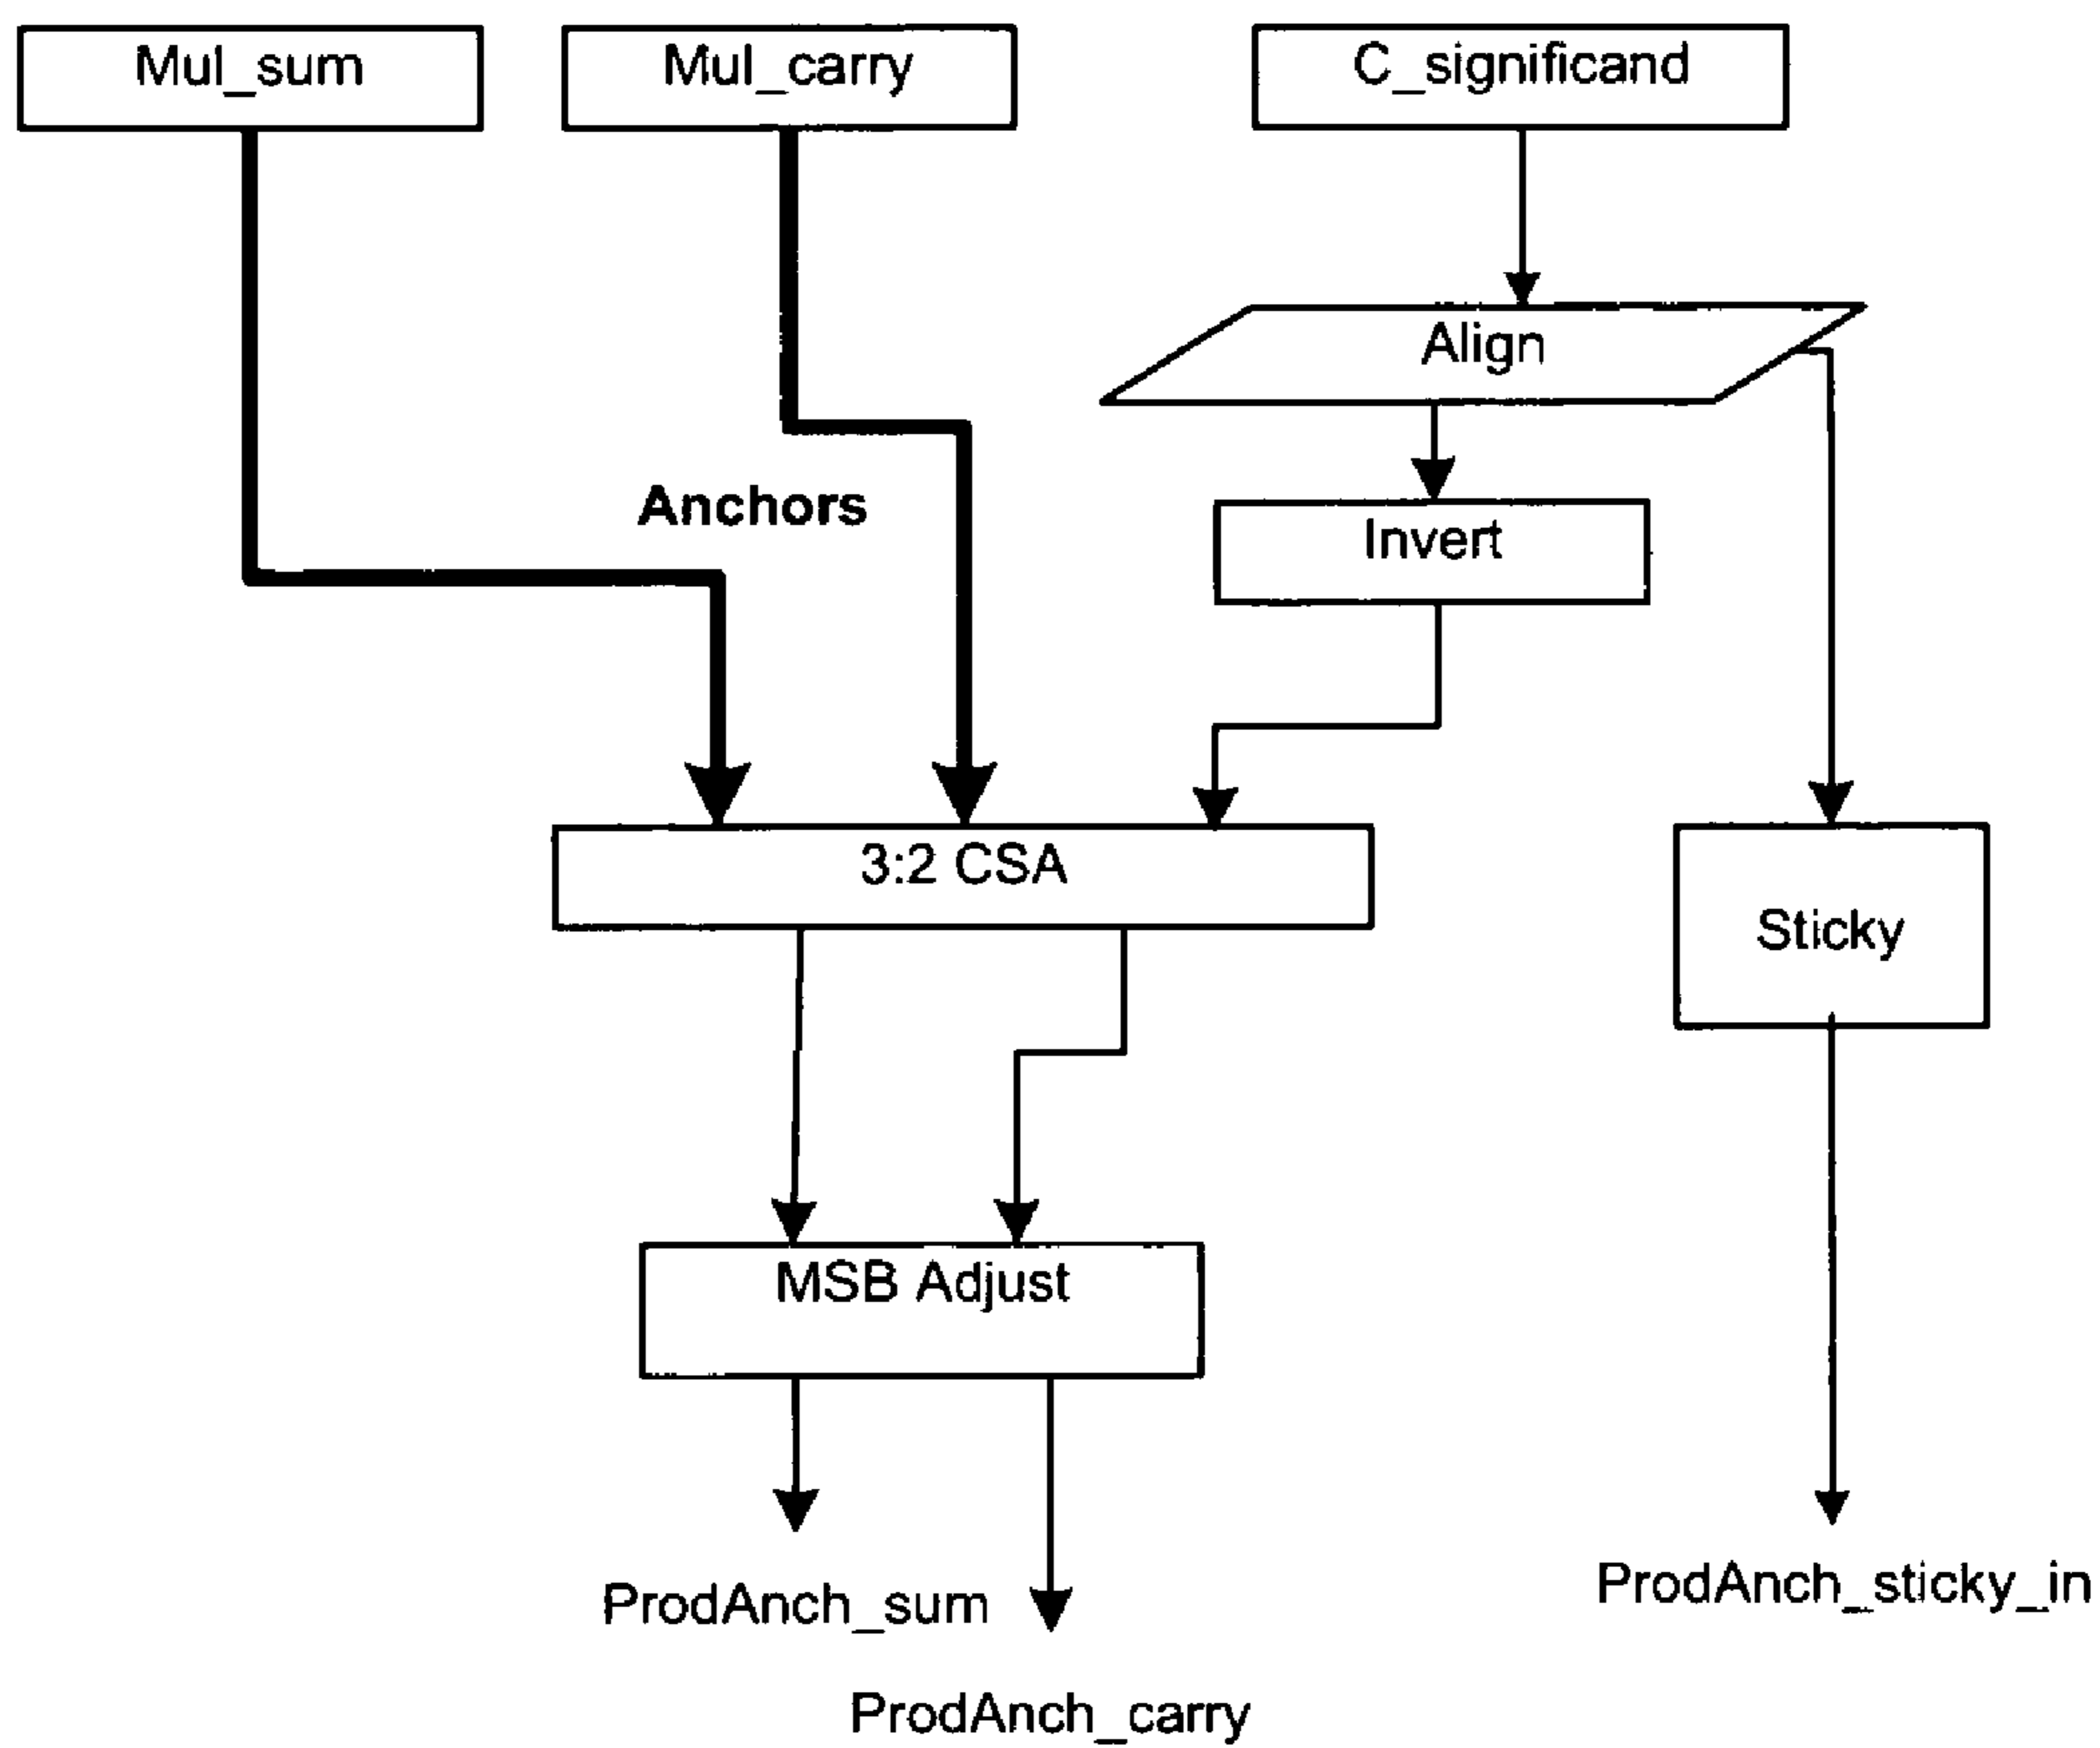 Mul_sum
Mul_carry
C_significand
Align
Anchors
Invert
3:2 CSA
Sticky
MSB Adjust
ProdAnch_sum
ProdAnch_sticky_in
ProdAnch_carry